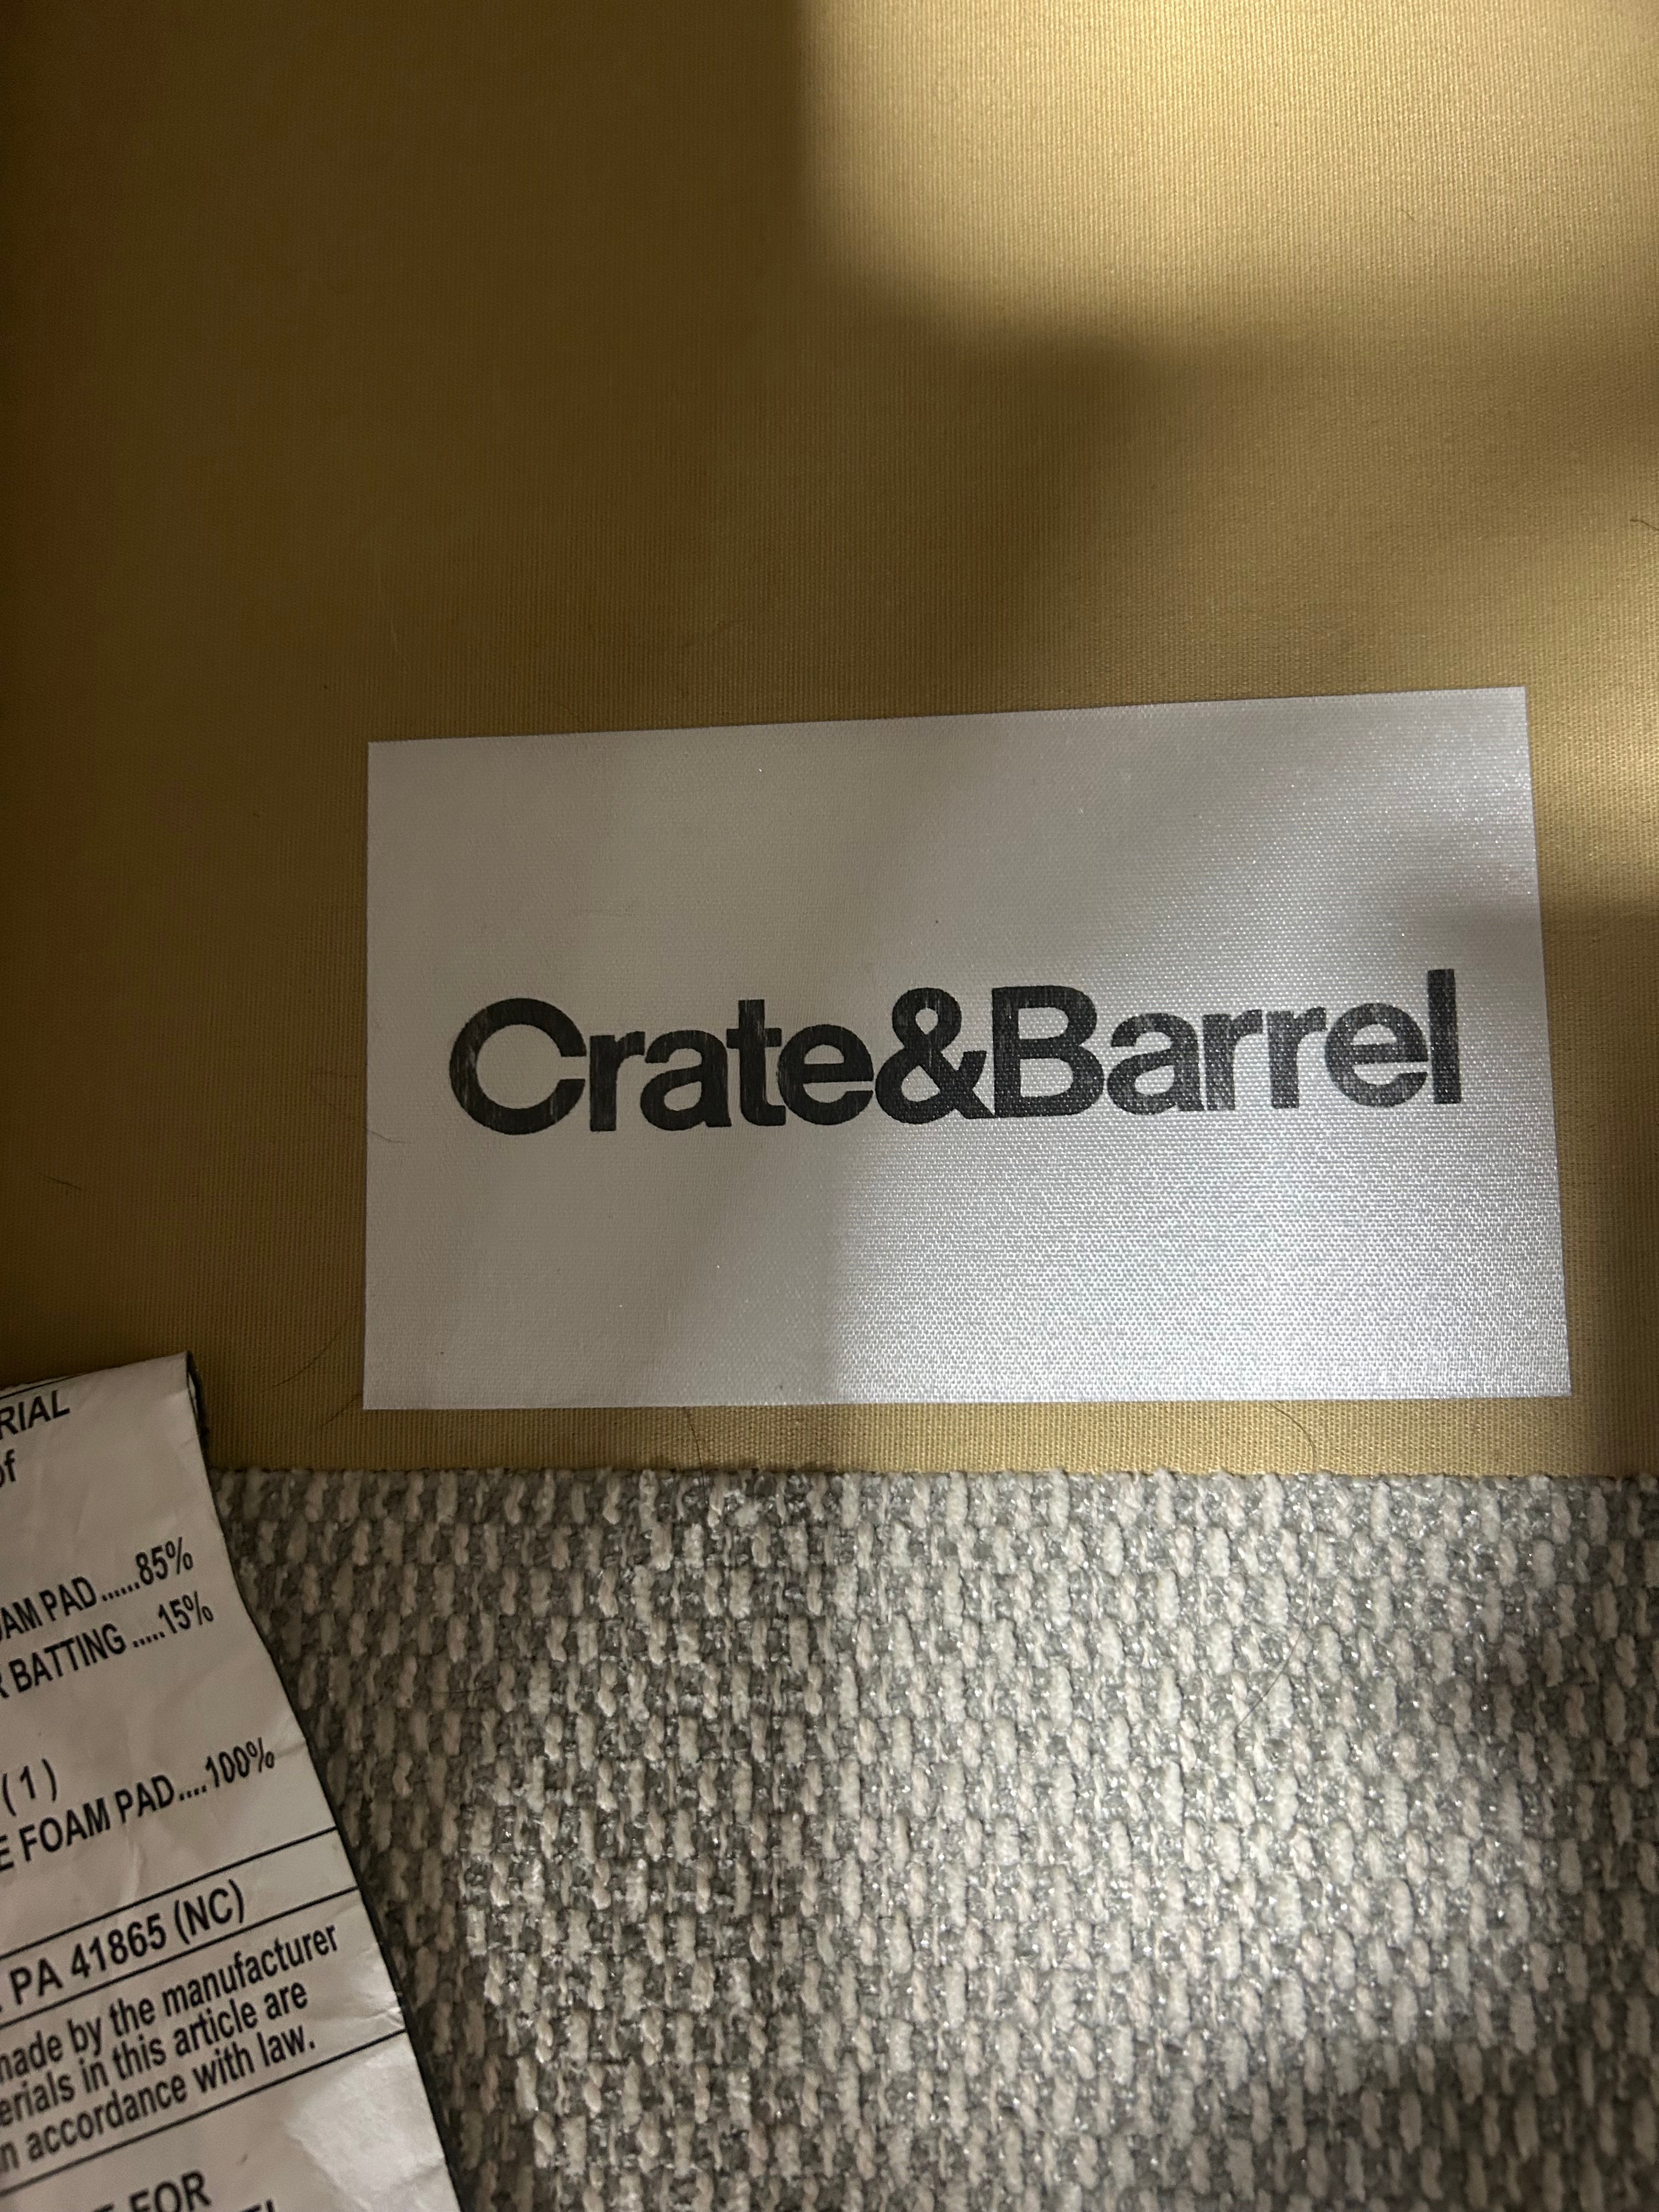 Crate&Barrel
RIAL
of
AM PAD......85%
R BATTING.....15%
(1)
E FOAM PAD....100%
PA 41865 (NC)
made by the manufacturer
erials in this article are
n accordance with law.
FOR